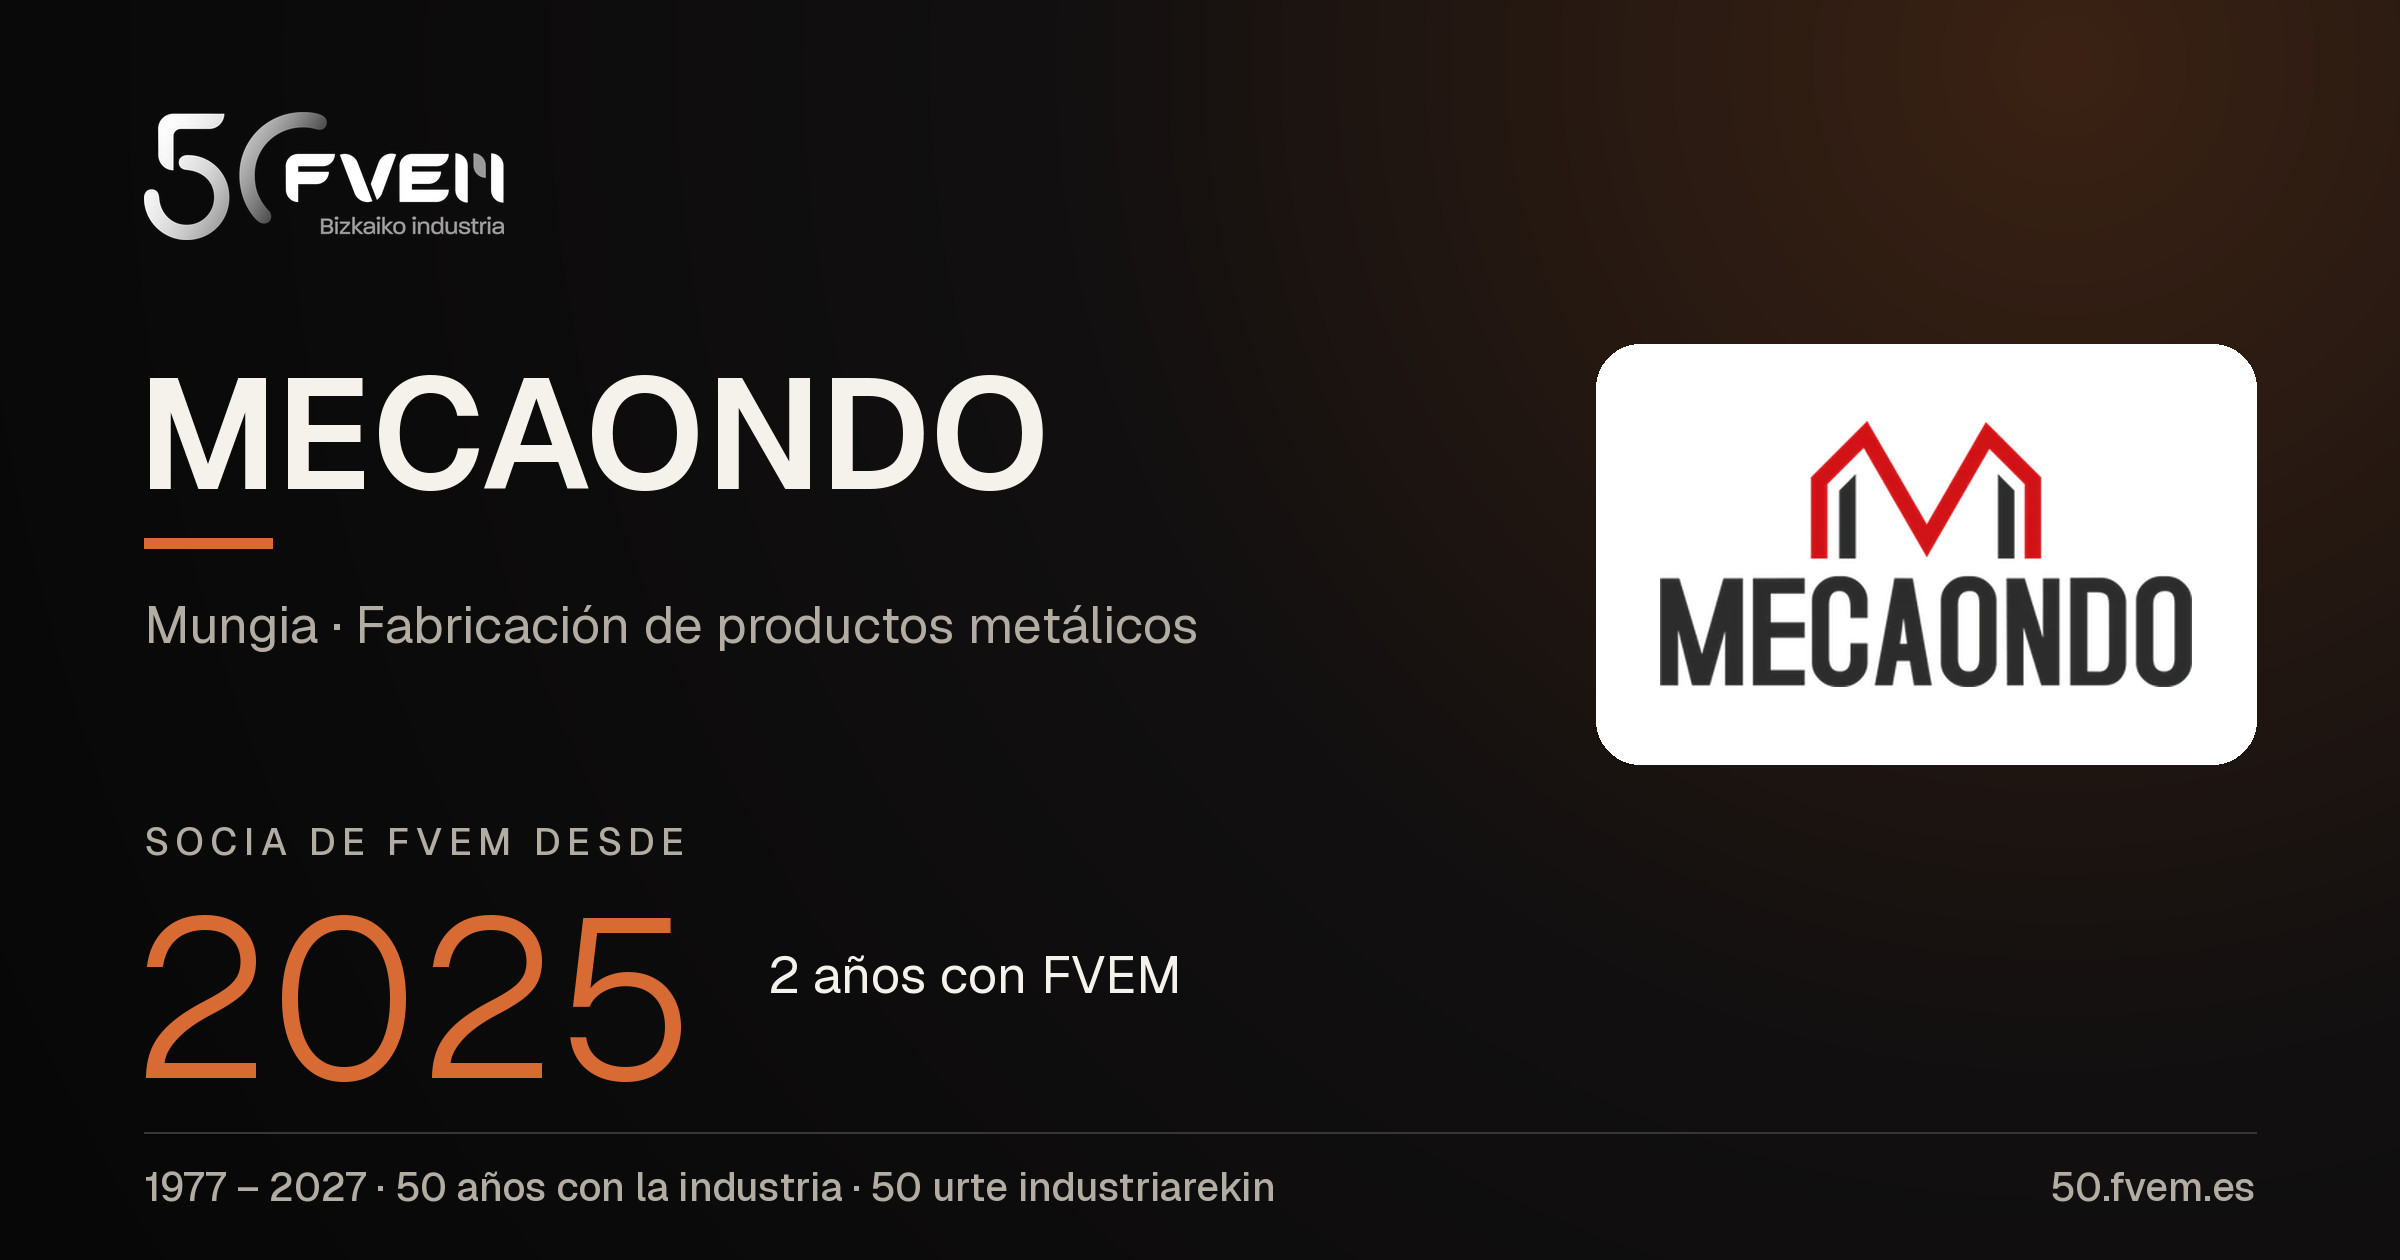 50 FVEM
Bizkaiko industria
MECAONDO
Mungia · Fabricación de productos metálicos
MECAONDO
SOCIA DE FVEM DESDE
2025
2 años con FVEM
1977 – 2027 · 50 años con la industria · 50 urte industriarekin
50.fvem.es